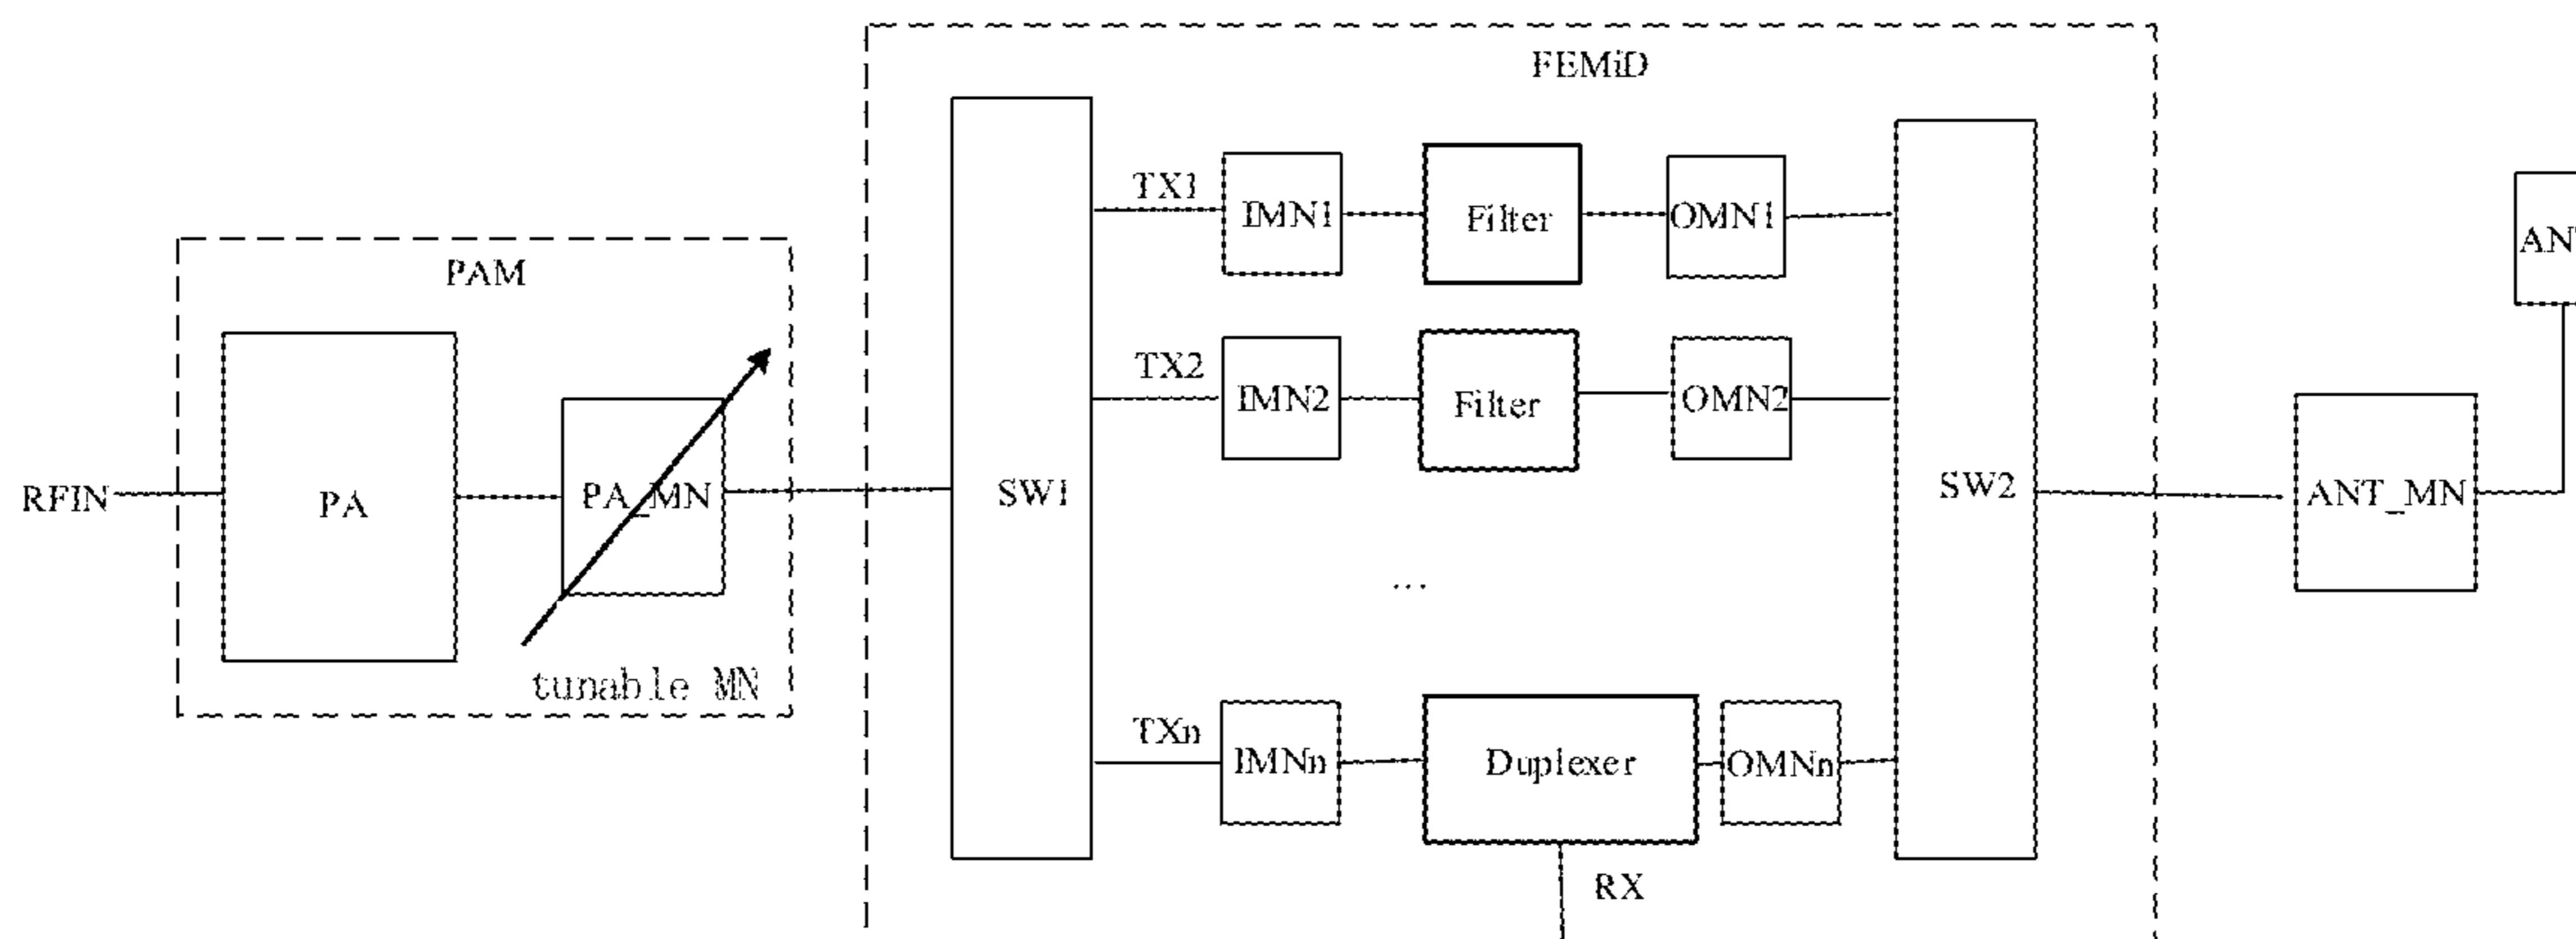 FEMiD
PAM
TX1
IMN1
Filter
OMN1
TX2
IMN2
Filter
OMN2
RFIN
PA
PA_MN
tunable MN
SW1
...
SW2
ANT_MN
TXn
IMNn
Duplexer
OMNn
RX
AN